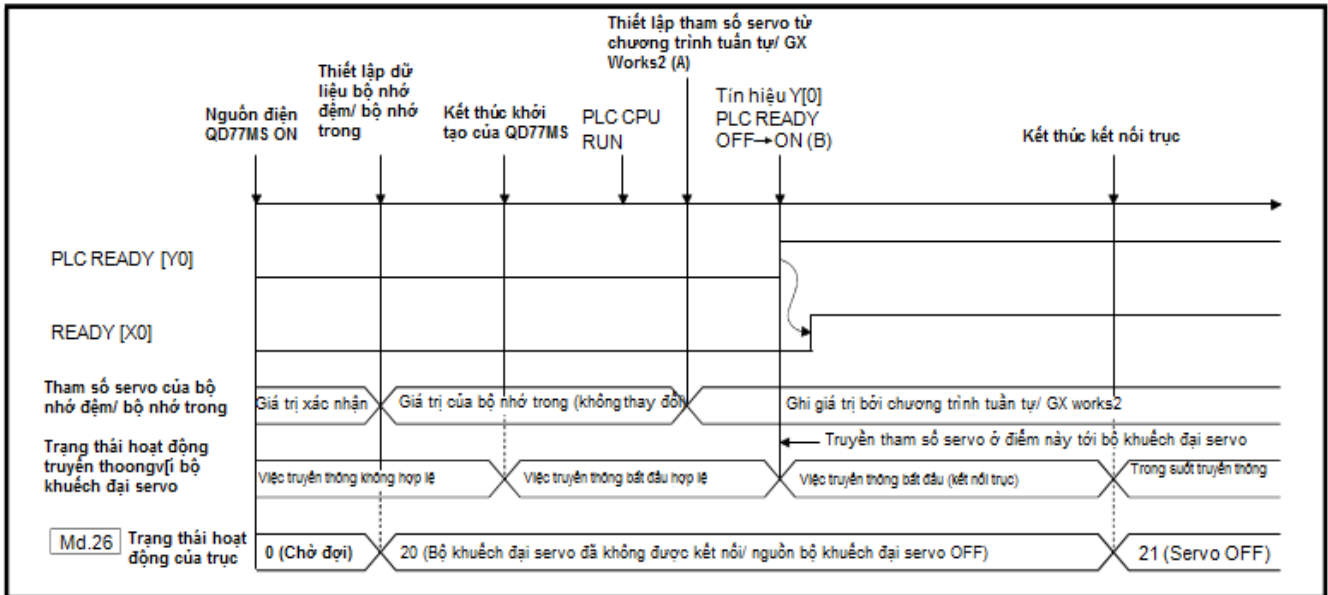 Thiết lập tham số servo từ
chương trình tuần tự/ GX
Works2 (A)
Thiết lập dữ
liệu bộ nhớ
đệm/ bộ nhớ
trong
Nguồn điện
QD77MS ON
Kết thúc khởi
tạo của QD77MS
PLC CPU
RUN
Tín hiệu Y[0]
PLC READY
OFF→ON (B)
Kết thúc kết nối trục
PLC READY [Y0]
READY [X0]
Tham số servo của bộ
nhớ đệm/ bộ nhớ trong
Giá trị xác nhận
Giá trị của bộ nhớ trong (không thay đổi)
Ghi giá trị bởi chương trình tuần tự/ GX works2
Truyền tham số servo ở điểm này tới bộ khuếch đại servo
Trạng thái hoạt động
truyền thoongv[í bộ
khuếch đại servo
Việc truyền thông không hợp lệ
Việc truyền thông bắt đầu hợp lệ
Việc truyền thông bắt đầu (kết nối trục)
Trong suốt truyền thông
Md.26 Trạng thái hoạt
động của trục
0 (Chờ đợi)
20 (Bộ khuếch đại servo đã không được kết nối/ nguồn bộ khuếch đại servo OFF)
21 (Servo OFF)